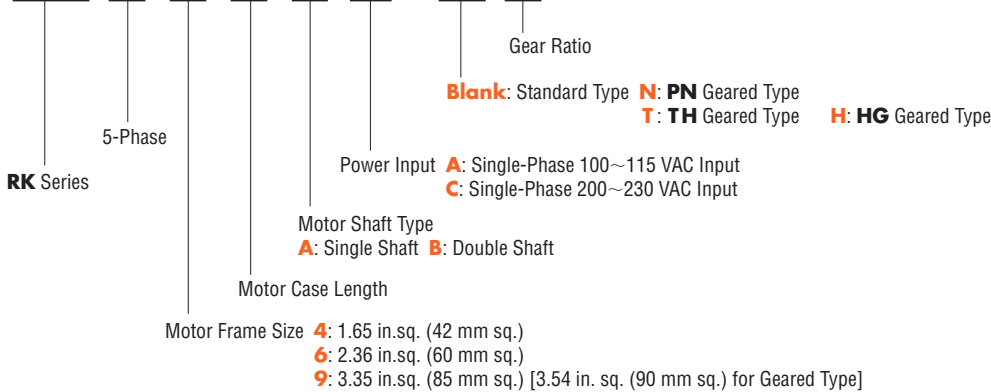 Gear Ratio
Blank: Standard Type N: PN Geared Type
T: TH Geared Type H: HG Geared Type
5-Phase
Power Input A: Single-Phase 100~115 VAC Input
RK Series
C: Single-Phase 200~230 VAC Input
Motor Shaft Type
A: Single Shaft B: Double Shaft
Motor Case Length
Motor Frame Size 4: 1.65 in.sq. (42 mm sq.)
6: 2.36 in.sq. (60 mm sq.)
9: 3.35 in.sq. (85 mm sq.) [3.54 in. sq. (90 mm sq.) for Geared Type]